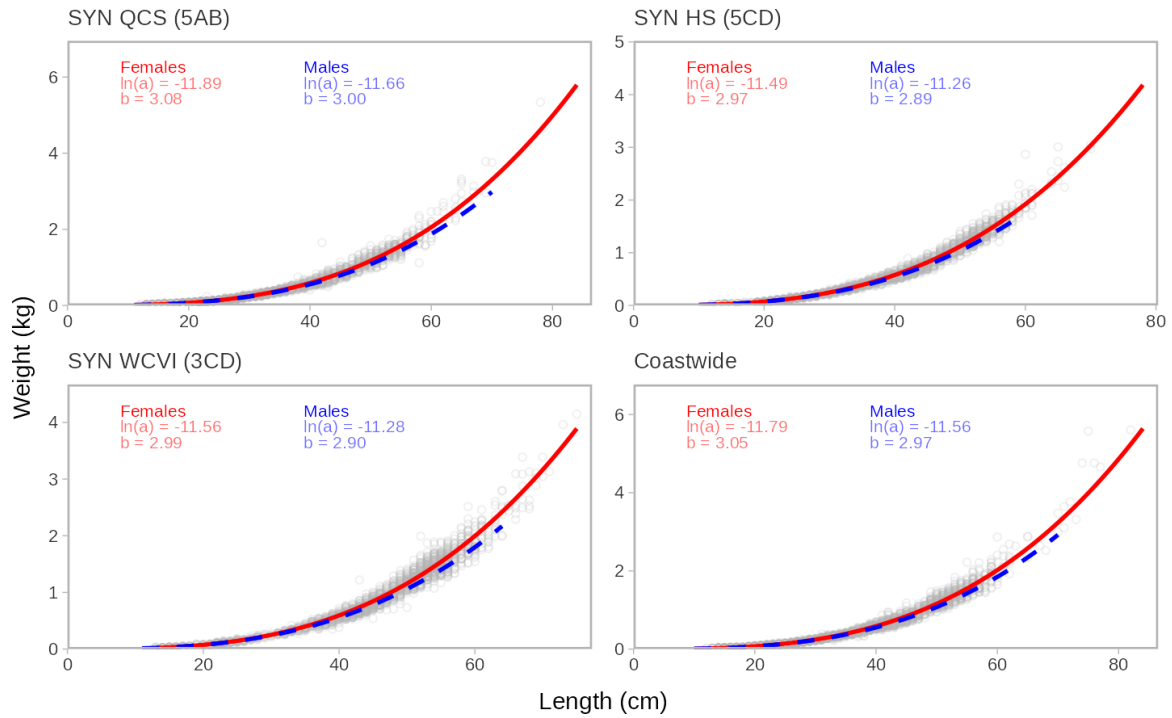 SYN QCS (5AB)
Females
ln(a) = -11.89
b = 3.08
Males
ln(a) = -11.66
b = 3.00
6
4
2
0
0 20 40 60 80
SYN HS (5CD)
Females
ln(a) = -11.49
b = 2.97
Males
ln(a) = -11.26
b = 2.89
5
4
3
2
1
0
0 20 40 60 80
SYN WCVI (3CD)
Females
ln(a) = -11.56
b = 2.99
Males
ln(a) = -11.28
b = 2.90
4
3
2
1
0
0 20 40 60
Coastwide
Females
ln(a) = -11.79
b = 3.05
Males
ln(a) = -11.56
b = 2.97
6
4
2
0
0 20 40 60 80
Weight (kg)
Length (cm)